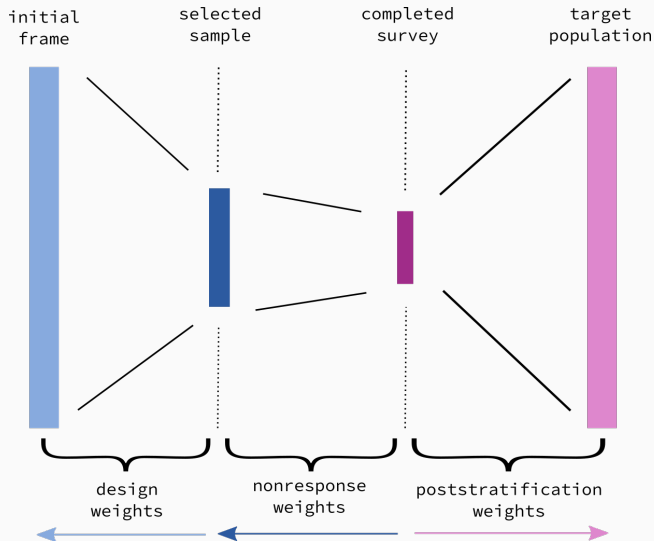 initial
frame
selected
sample
completed
survey
target
population
design
weights
nonresponse
weights
poststratification
weights